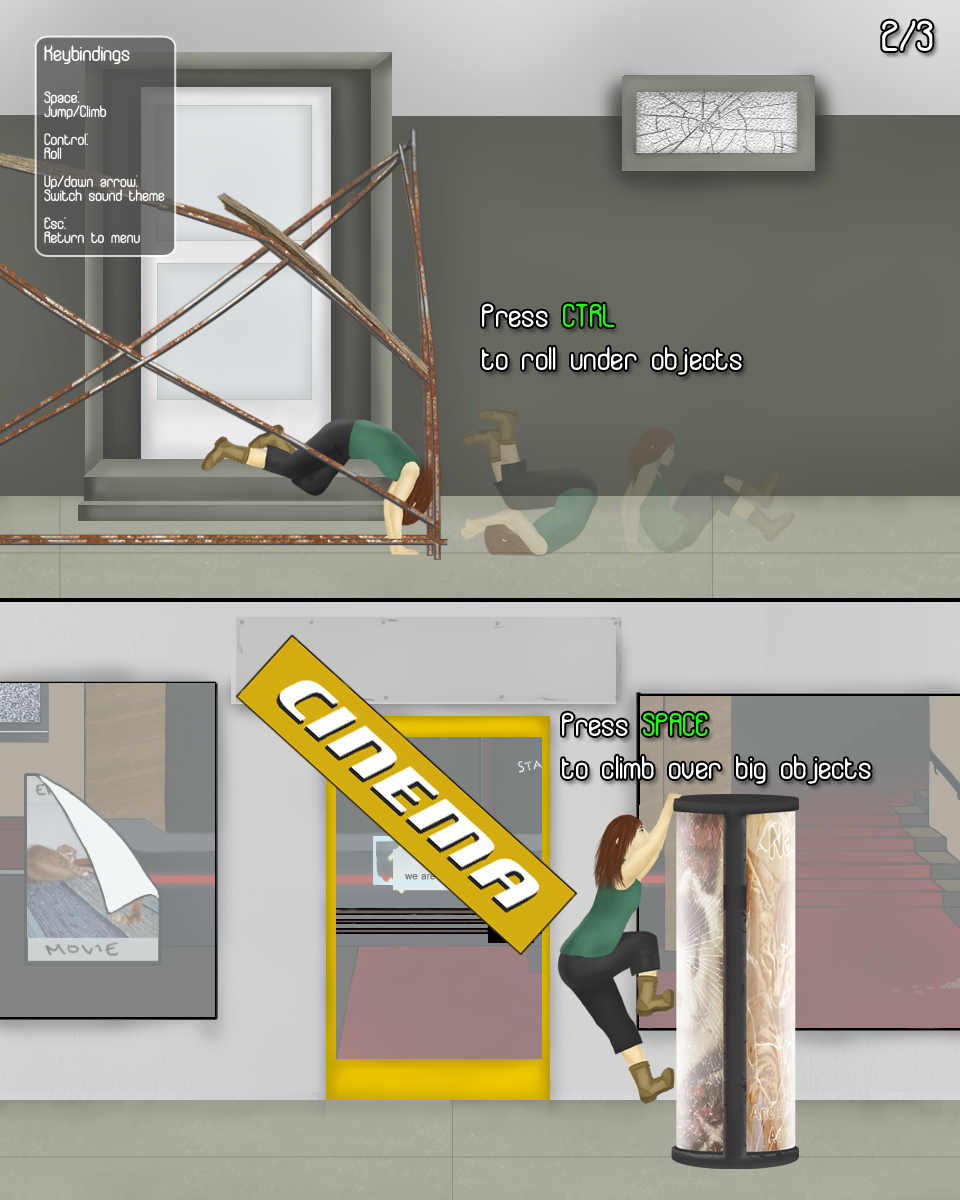 2/3
Keybindings
Space:
Jump/Climb
Control:
Roll
Up/down arrow:
Switch sound theme
Esc:
Return to menu
Press CTRL
to roll under objects
CINEMA
Press SPACE
to climb over big objects
STA
we are
MOVIE